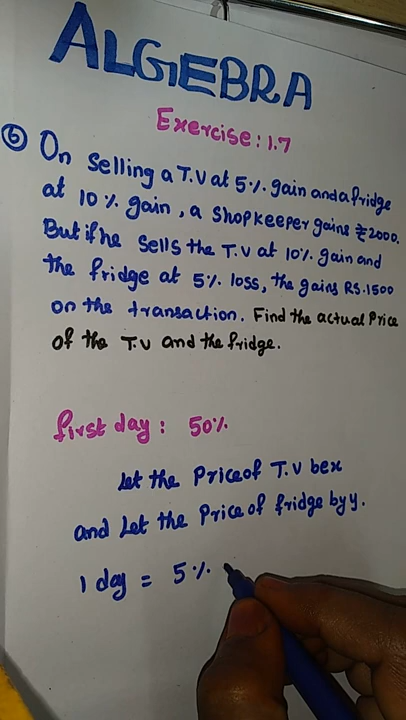 ALGEBRA
Exercise: 1.7
⑥ On Selling a T.V at 5%. gain and a fridge
at 10%. gain, a Shopkeeper gains ₹2000.
But if he Sells the T.V at 10%. gain and
the fridge at 5%. loss, the gains RS.1500
on the transaction. Find the actual Price
of the T.V and the fridge.
first day: 50%
Let the Price of T.V be x
and Let the Price of fridge by y.
1 day = 5%.